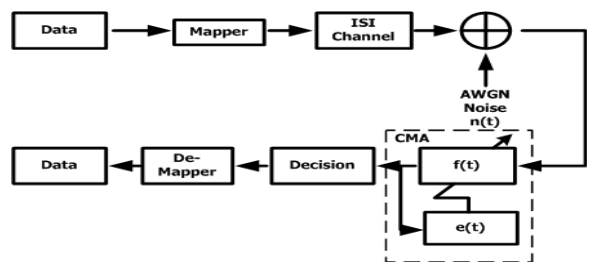 Data
Mapper
ISI
Channel
AWGN
Noise
n(t)
CMA
Data
De-
Mapper
Decision
f(t)
e(t)